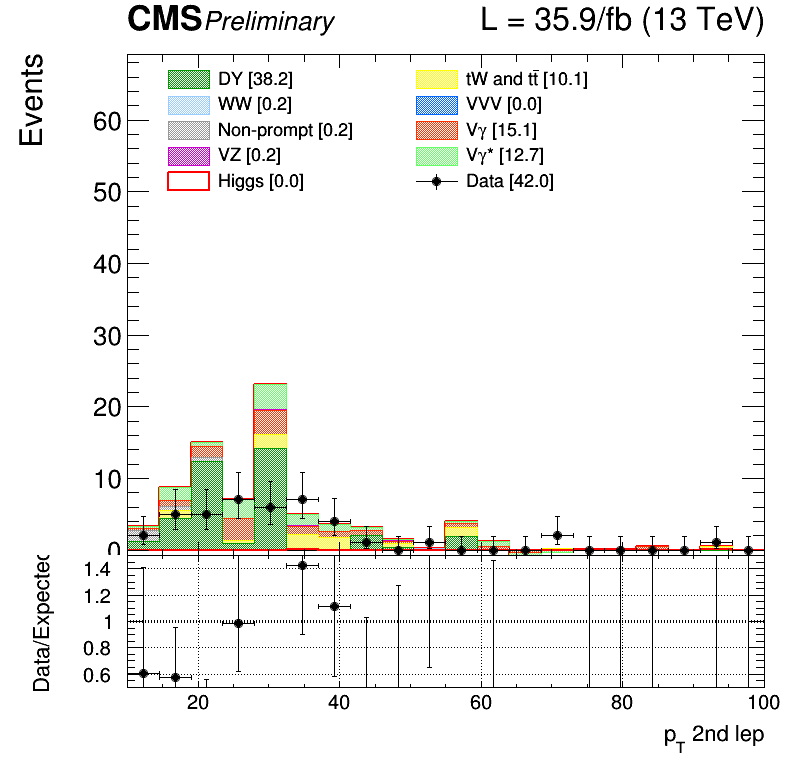 CMS Preliminary L = 35.9/fb (13 TeV)
Events
DY [38.2] tW and tt̄ [10.1]
WW [0.2] VVV [0.0]
Non-prompt [0.2] Vγ [15.1]
VZ [0.2] Vγ* [12.7]
Higgs [0.0] Data [42.0]
60
50
40
30
20
10
0
Data/Expected
1.4
1.2
1
0.8
0.6
20 40 60 80 100
p_T 2nd lep